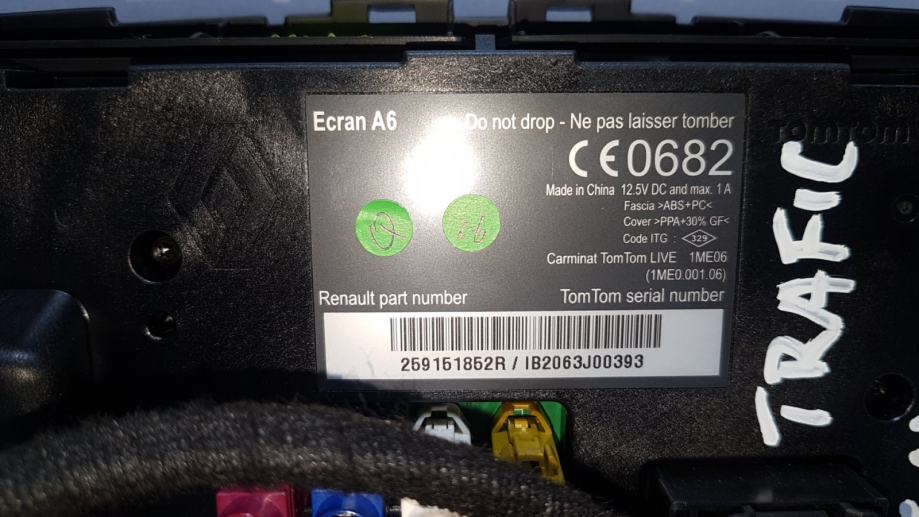 Ecran A6 Do not drop - Ne pas laisser tomber
TOMTOM
CE0682
Made in China 12.5V DC and max. 1 A
Fascia >ABS+PC<
Cover >PPA+30% GF<
Code ITG : 329
Carminat TomTom LIVE 1ME06
(1ME0.001.06)
Renault part number TomTom serial number
259151852R / IB2063J00393
TRAFIC
16